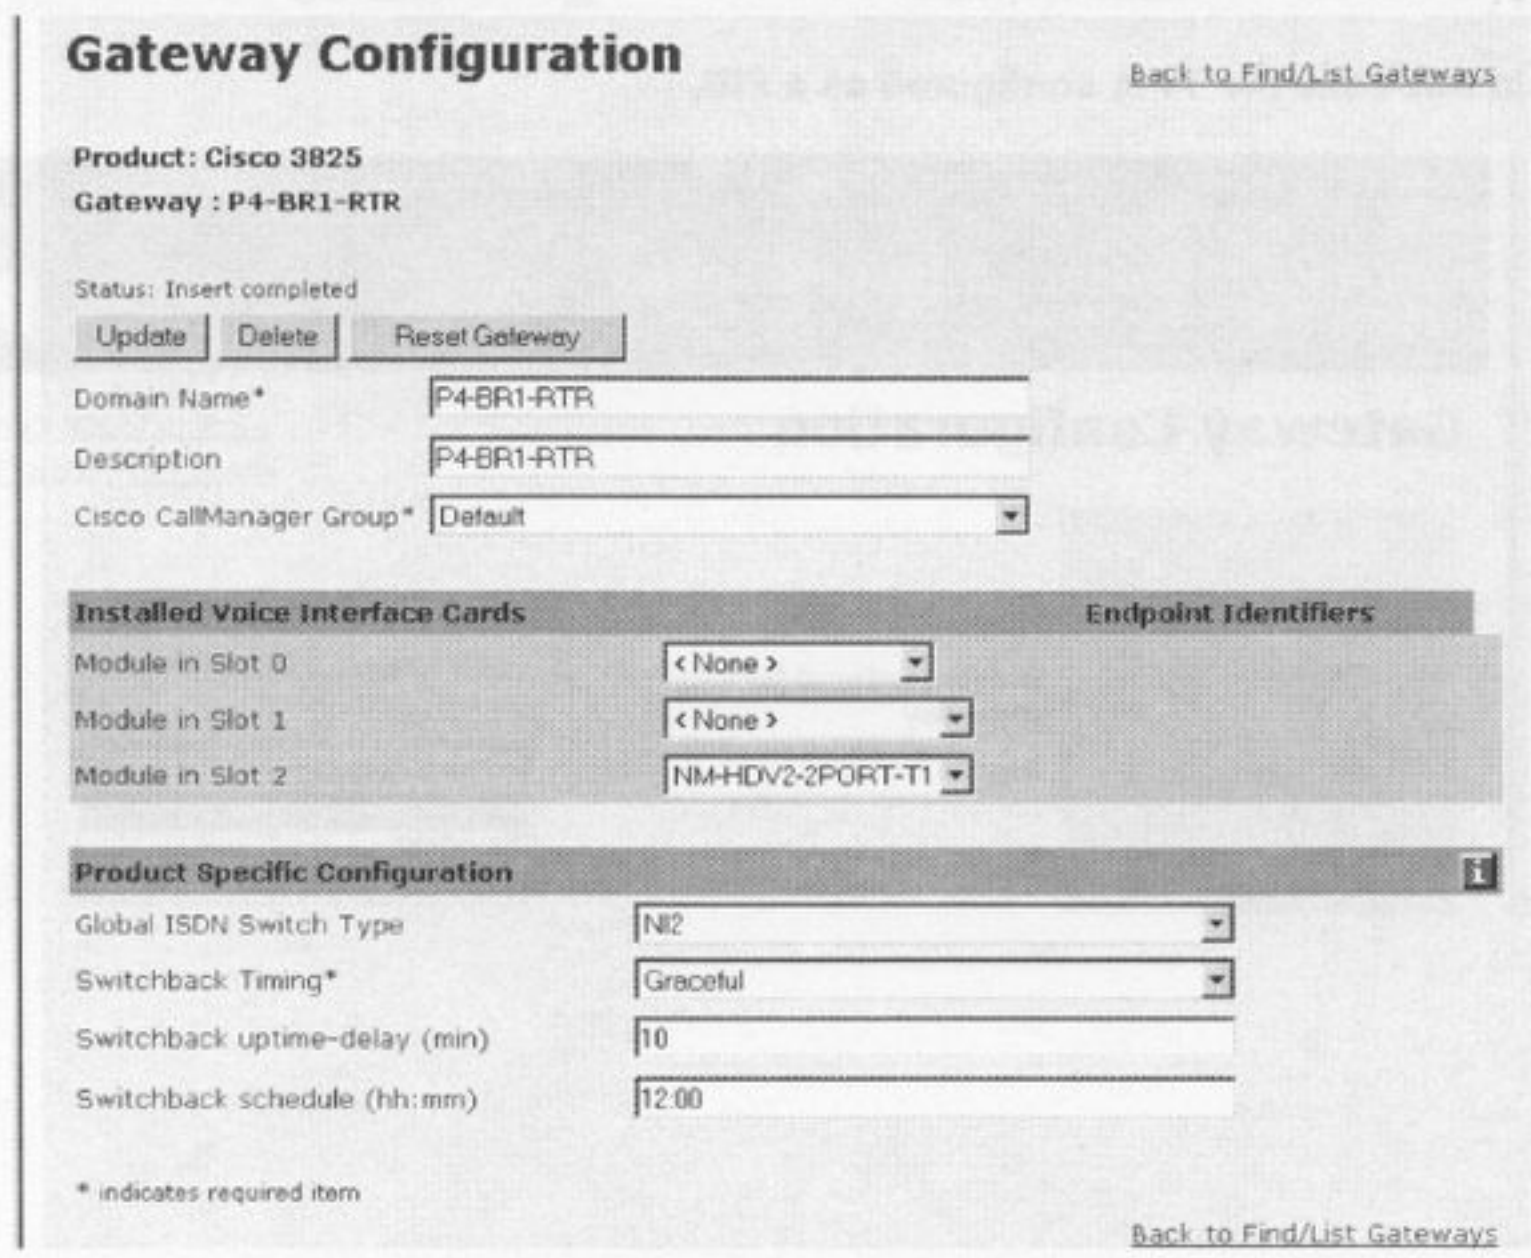 Gateway Configuration
Back to Find/List Gateways
Product: Cisco 3825
Gateway : P4-BR1-RTR
Status: Insert completed
Update Delete Reset Gateway
Domain Name* P4-BR1-RTR
Description P4-BR1-RTR
Cisco CallManager Group* Default
Installed Voice Interface Cards Endpoint Identifiers
Module in Slot 0 < None >
Module in Slot 1 < None >
Module in Slot 2 NM-HDV2-2PORT-T1
Product Specific Configuration i
Global ISDN Switch Type NI2
Switchback Timing* Graceful
Switchback uptime-delay (min) 10
Switchback schedule (hh:mm) 12:00
* indicates required item
Back to Find/List Gateways